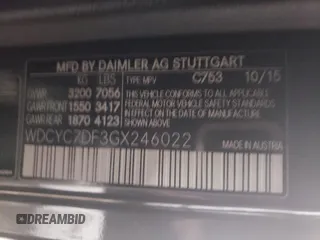 MFD BY DAIMLER AG STUTTGART
KG LBS TYPE:MPV C753 10/15
GVWR 3200 7056
GAWR FRONT 1550 3417
GAWR REAR 1870 4123
THIS VEHICLE CONFORMS TO ALL APPLICABLE
FEDERAL MOTOR VEHICLE SAFETY
STANDARDS IN EFFECT ON THE DATE OF
MANUFACTURE SHOWN ABOVE.
WDCYC7DF3GX246022
MADE IN AUSTRIA
DREAMBID